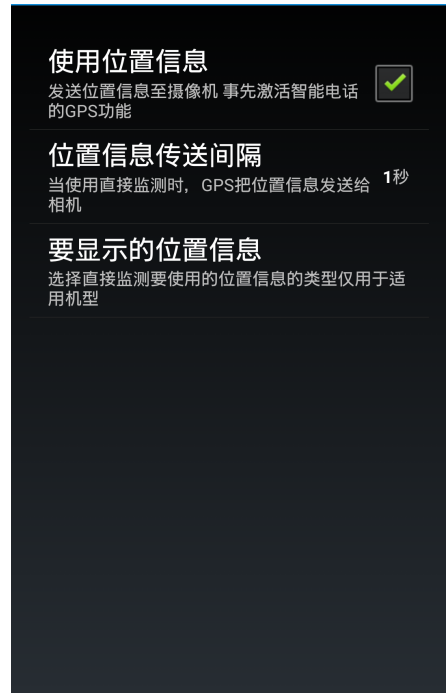 使用位置信息
发送位置信息至摄像机 事先激活智能电话
的GPS功能
位置信息传送间隔
当使用直接监测时，GPS把位置信息发送给
相机
1秒
要显示的位置信息
选择直接监测要使用的位置信息的类型仅用于适
用机型